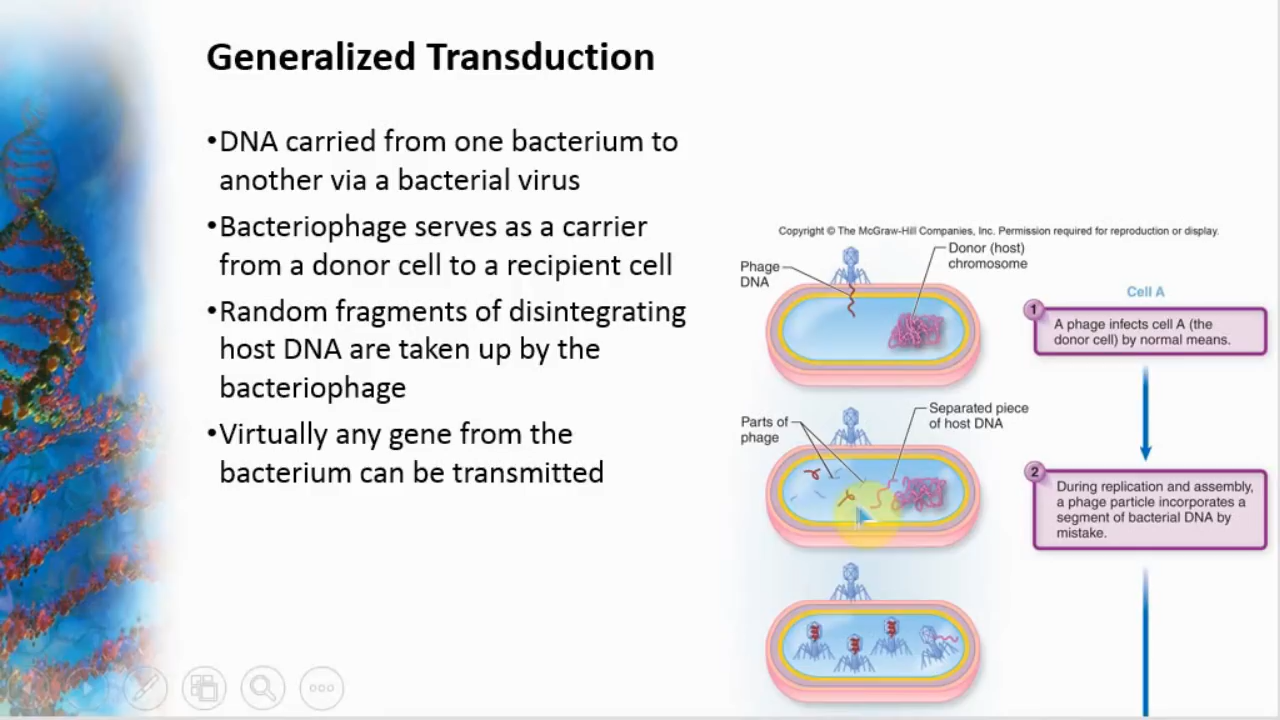 Generalized Transduction
•DNA carried from one bacterium to
another via a bacterial virus
•Bacteriophage serves as a carrier
from a donor cell to a recipient cell
•Random fragments of disintegrating
host DNA are taken up by the
bacteriophage
•Virtually any gene from the
bacterium can be transmitted
Copyright © The McGraw-Hill Companies, Inc. Permission required for reproduction or display.
Phage
DNA
Donor (host)
chromosome
Cell A
1
A phage infects cell A (the
donor cell) by normal means.
Parts of
phage
Separated piece
of host DNA
2
During replication and assembly,
a phage particle incorporates a
segment of bacterial DNA by
mistake.